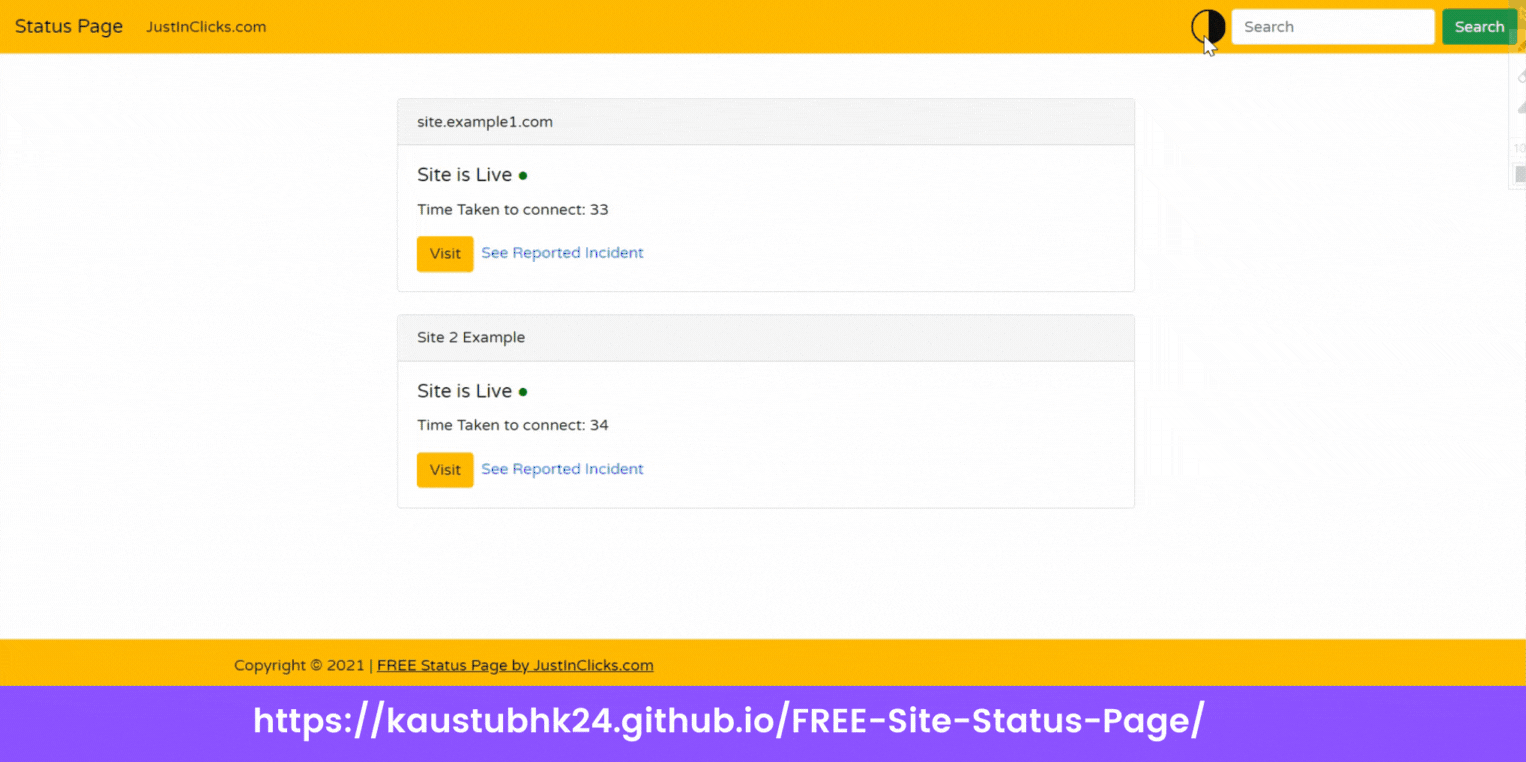 Status Page JustInClicks.com Search Search
site.example1.com
Site is Live
Time Taken to connect: 33
Visit See Reported Incident
Site 2 Example
Site is Live
Time Taken to connect: 34
Visit See Reported Incident
10
Copyright © 2021 | FREE Status Page by JustInClicks.com
https://kaustubhk24.github.io/FREE-Site-Status-Page/